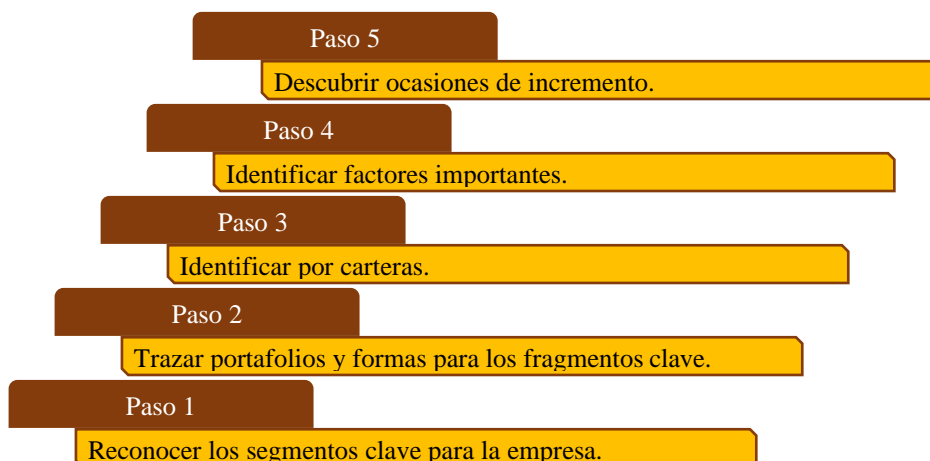 Paso 5
Descubrir ocasiones de incremento.
Paso 4
Identificar factores importantes.
Paso 3
Identificar por carteras.
Paso 2
Trazar portafolios y formas para los fragmentos clave.
Paso 1
Reconocer los segmentos clave para la empresa.